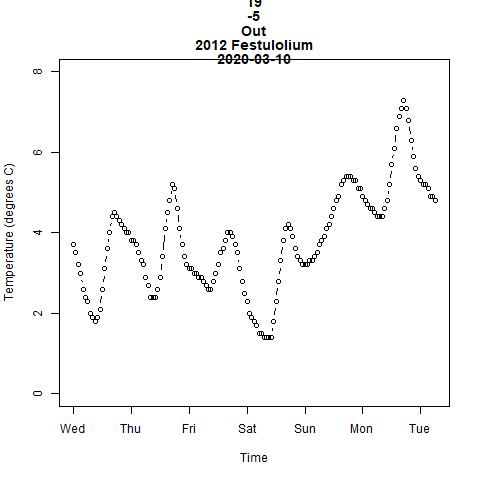 19
-5
Out
2012 Festulolium
2020-03-10
Temperature (degrees C)
8
6
4
2
0
Wed Thu Fri Sat Sun Mon Tue
Time